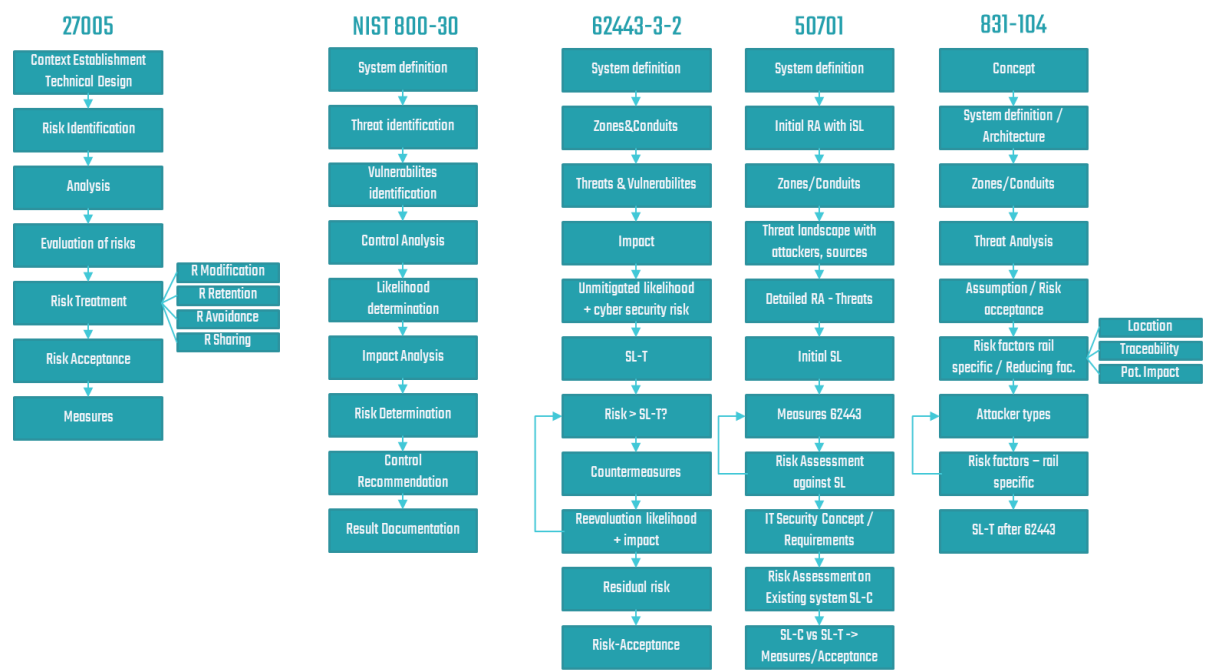 27005
Context Establishment
Technical Design
Risk Identification
Analysis
Evaluation of risks
Risk Treatment
R Modification
R Retention
R Avoidance
R Sharing
Risk Acceptance
Measures
NIST 800-30
System definition
Threat identification
Vulnerabilites
identification
Control Analysis
Likelihood
determination
Impact Analysis
Risk Determination
Control
Recommendation
Result Documentation
62443-3-2
System definition
Zones&Conduits
Threats & Vulnerabilites
Impact
Unmitigated likelihood
+ cyber security risk
SL-T
Risk > SL-T?
Countermeasures
Reevaluation likelihood
+ impact
Residual risk
Risk-Acceptance
50701
System definition
Initial RA with iSL
Zones/Conduits
Threat landscape with
attackers, sources
Detailed RA - Threats
Initial SL
Measures 62443
Risk Assessment
against SL
IT Security Concept /
Requirements
Risk Assessment on
Existing system SL-C
SL-C vs SL-T ->
Measures/Acceptance
831-104
Concept
System definition /
Architecture
Zones/Conduits
Threat Analysis
Assumption / Risk
acceptance
Risk factors rail
specific / Reducing fac.
Location
Traceability
Pot. Impact
Attacker types
Risk factors – rail
specific
SL-T after 62443